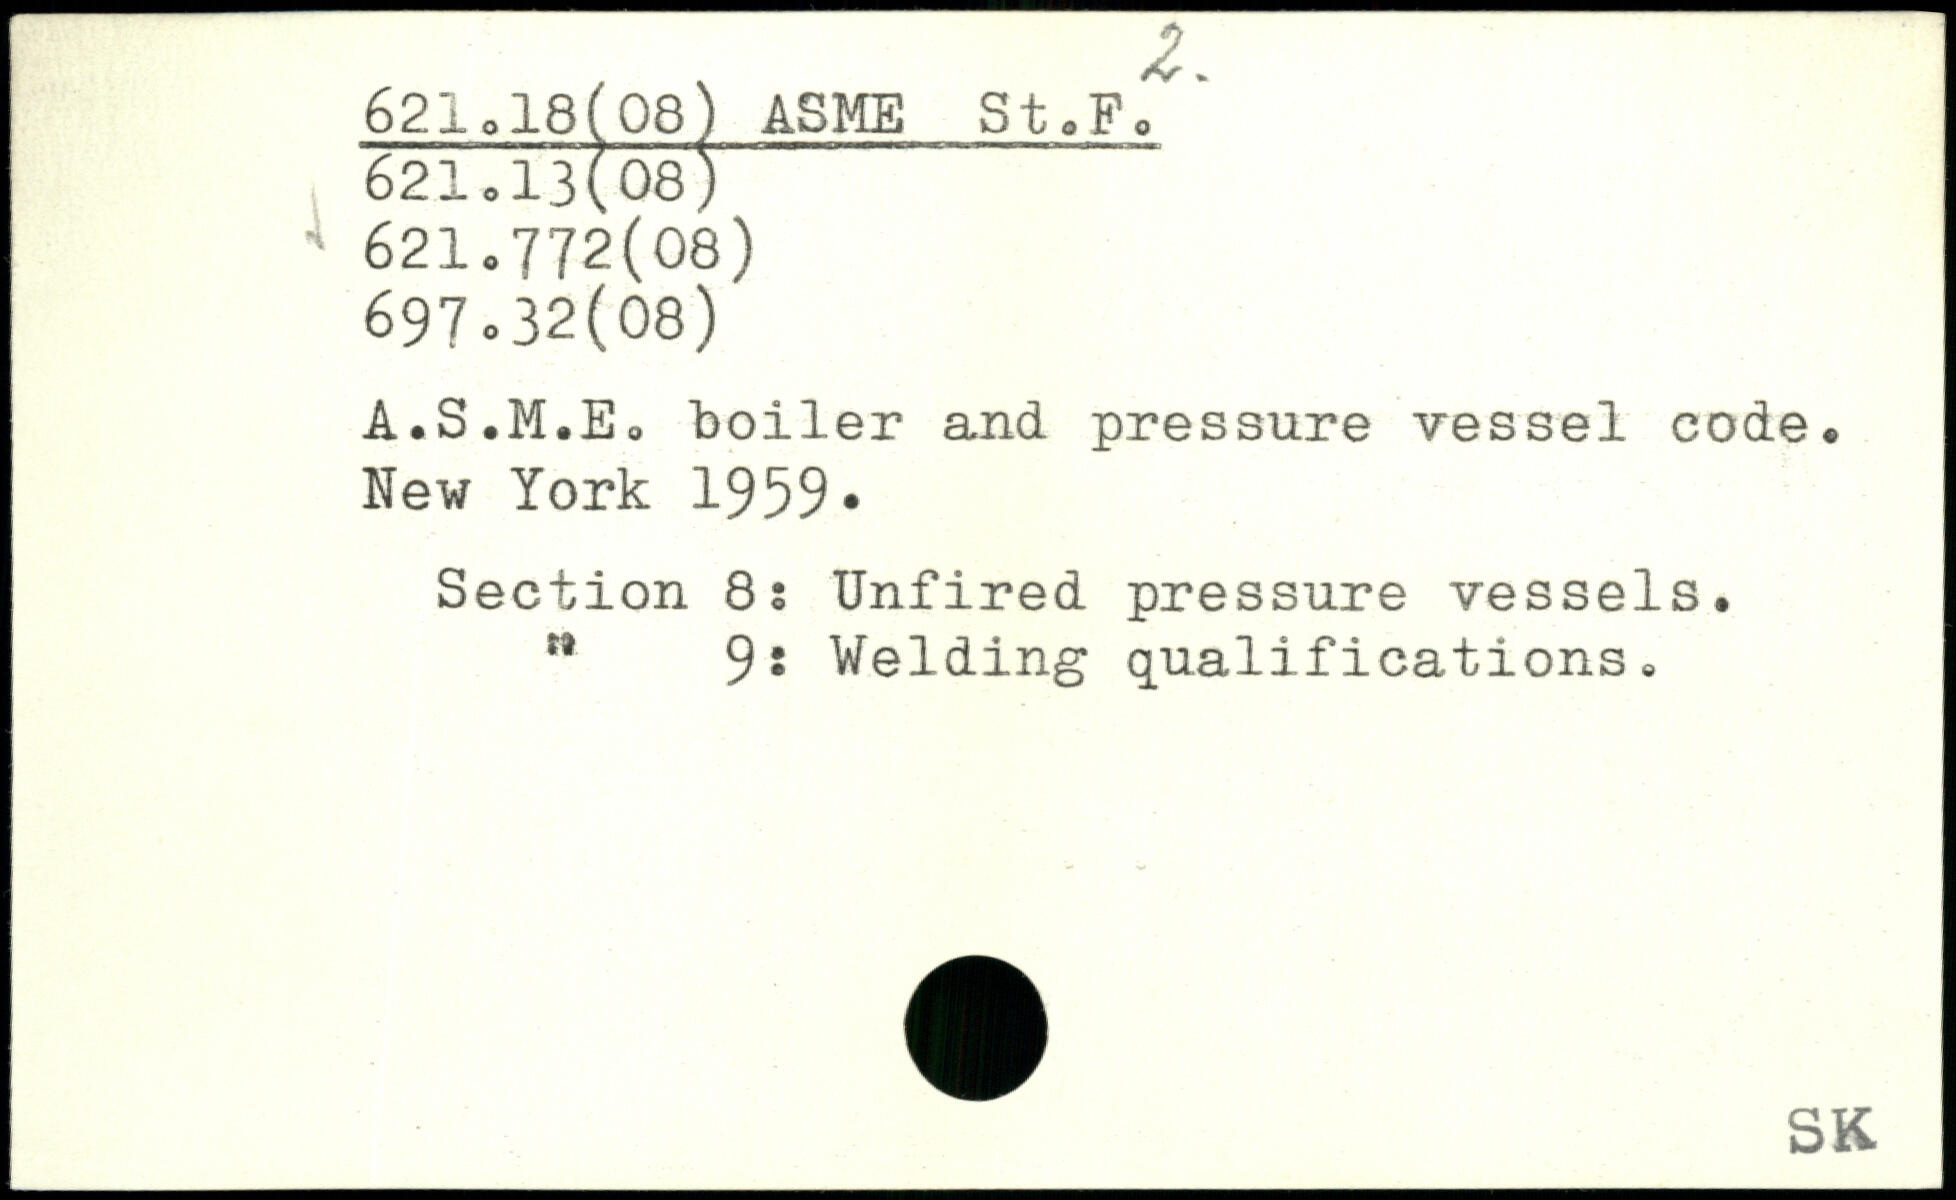 2.
621.18(08) ASME St.F.
621.13(08)
621.772(08)
697.32(08)
A.S.M.E. boiler and pressure vessel code.
New York 1959.
Section 8: Unfired pressure vessels.
" 9: Welding qualifications.
SK